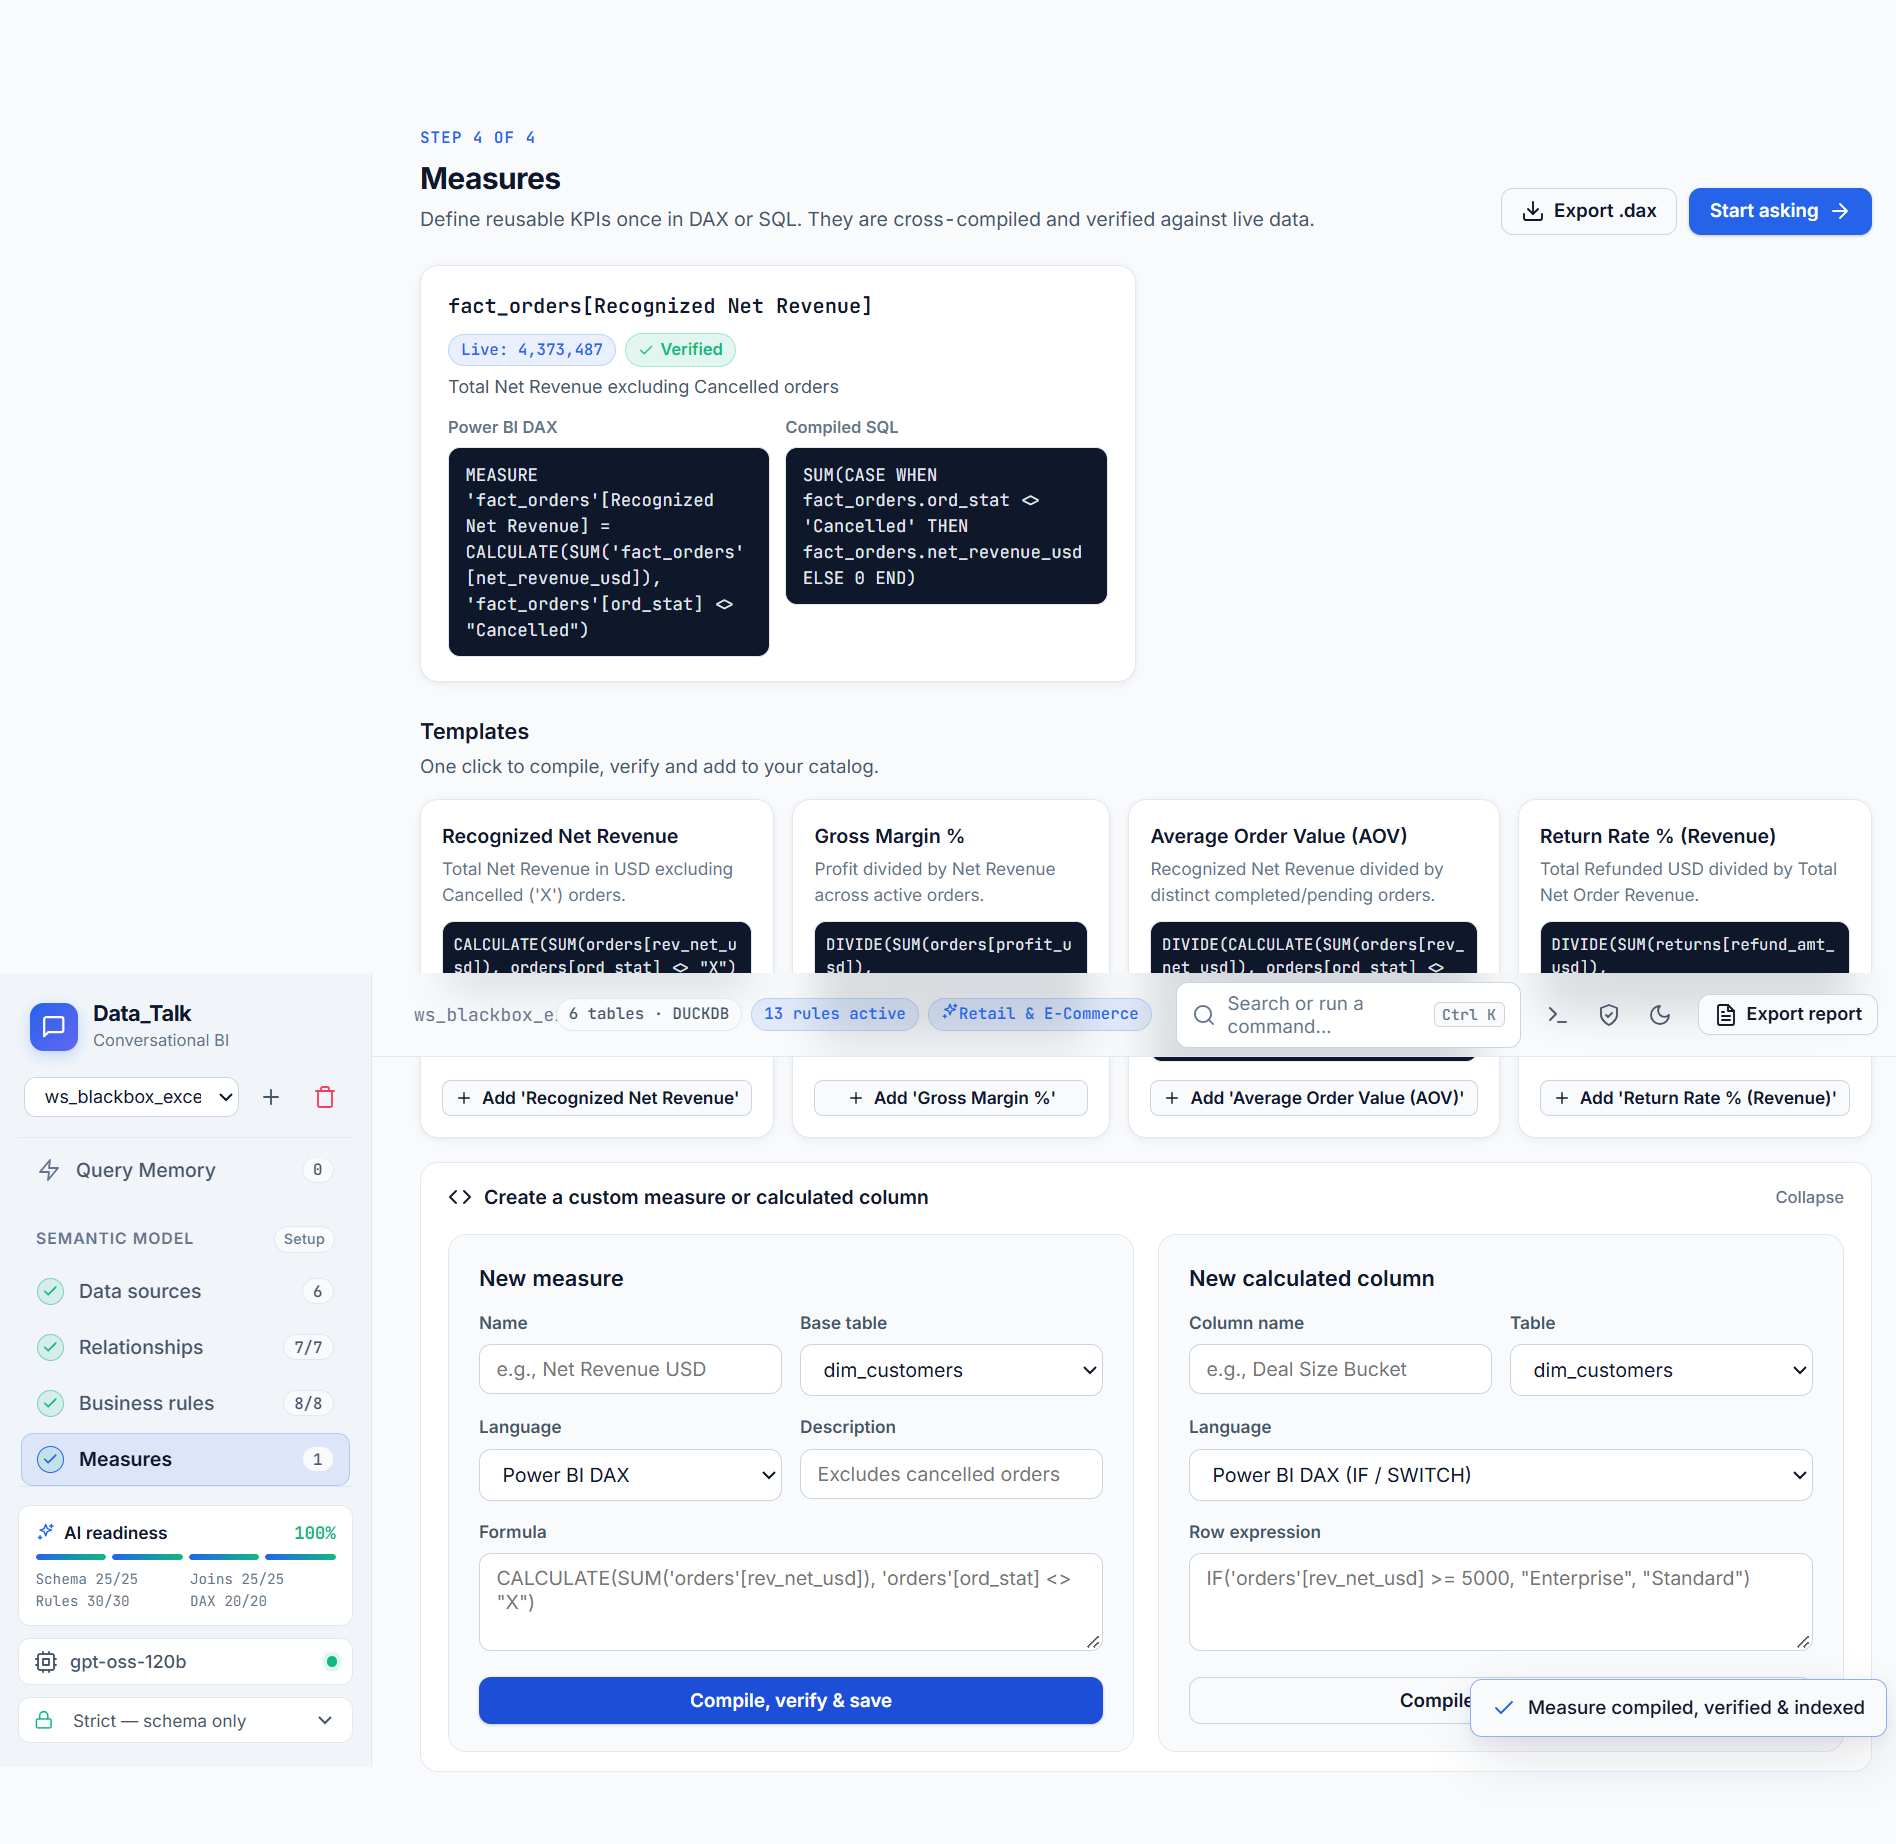 STEP 4 OF 4
Measures
Define reusable KPIs once in DAX or SQL. They are cross-compiled and verified against live data.
Export .dax
Start asking
fact_orders[Recognized Net Revenue]
Live: 4,373,487
Verified
Total Net Revenue excluding Cancelled orders
Power BI DAX
MEASURE
'fact_orders'[Recognized
Net Revenue] =
CALCULATE(SUM('fact_orders'
[net_revenue_usd]),
'fact_orders'[ord_stat] <>
"Cancelled")
Compiled SQL
SUM(CASE WHEN
fact_orders.ord_stat <>
'Cancelled' THEN
fact_orders.net_revenue_usd
ELSE 0 END)
Templates
One click to compile, verify and add to your catalog.
Recognized Net Revenue
Total Net Revenue in USD excluding
Cancelled ('X') orders.
CALCULATE(SUM(orders[rev_net_u
sd]), orders[ord_stat] <> "X")
Add 'Recognized Net Revenue'
Gross Margin %
Profit divided by Net Revenue
across active orders.
DIVIDE(SUM(orders[profit_u
sd]),
Add 'Gross Margin %'
Average Order Value (AOV)
Recognized Net Revenue divided by
distinct completed/pending orders.
DIVIDE(CALCULATE(SUM(orders[rev_
net_usd]), orders[ord_stat] <>
Add 'Average Order Value (AOV)'
Return Rate % (Revenue)
Total Refunded USD divided by Total
Net Order Revenue.
DIVIDE(SUM(returns[refund_amt_
usd]),
Add 'Return Rate % (Revenue)'
Data_Talk
Conversational BI
ws_blackbox_exce
Query Memory
0
SEMANTIC MODEL
Setup
Data sources
6
Relationships
7/7
Business rules
8/8
Measures
1
AI readiness
100%
Schema 25/25
Joins 25/25
Rules 30/30
DAX 20/20
gpt-oss-120b
Strict — schema only
ws_blackbox_e
6 tables · DUCKDB
13 rules active
Retail & E-Commerce
Search or run a
command...
Ctrl K
Export report
Create a custom measure or calculated column
Collapse
New measure
Name
e.g., Net Revenue USD
Base table
dim_customers
Language
Power BI DAX
Description
Excludes cancelled orders
Formula
CALCULATE(SUM('orders'[rev_net_usd]), 'orders'[ord_stat] <>
"X")
Compile, verify & save
New calculated column
Column name
e.g., Deal Size Bucket
Table
dim_customers
Language
Power BI DAX (IF / SWITCH)
Row expression
IF('orders'[rev_net_usd] >= 5000, "Enterprise", "Standard")
Compile
Measure compiled, verified & indexed